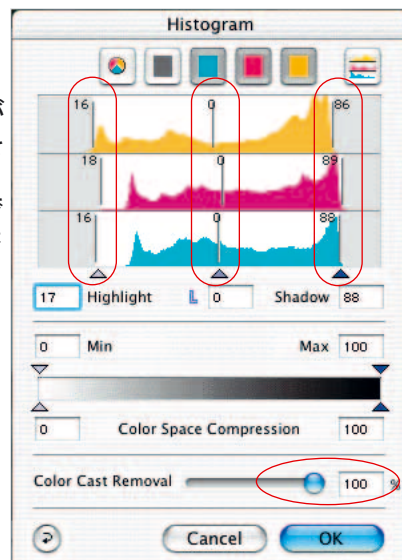 Histogram
16 0 86
18 0 89
16 0 88
17 Highlight L 0 Shadow 88
0 Min Max 100
0 Color Space Compression 100
Color Cast Removal 100 %
Cancel OK